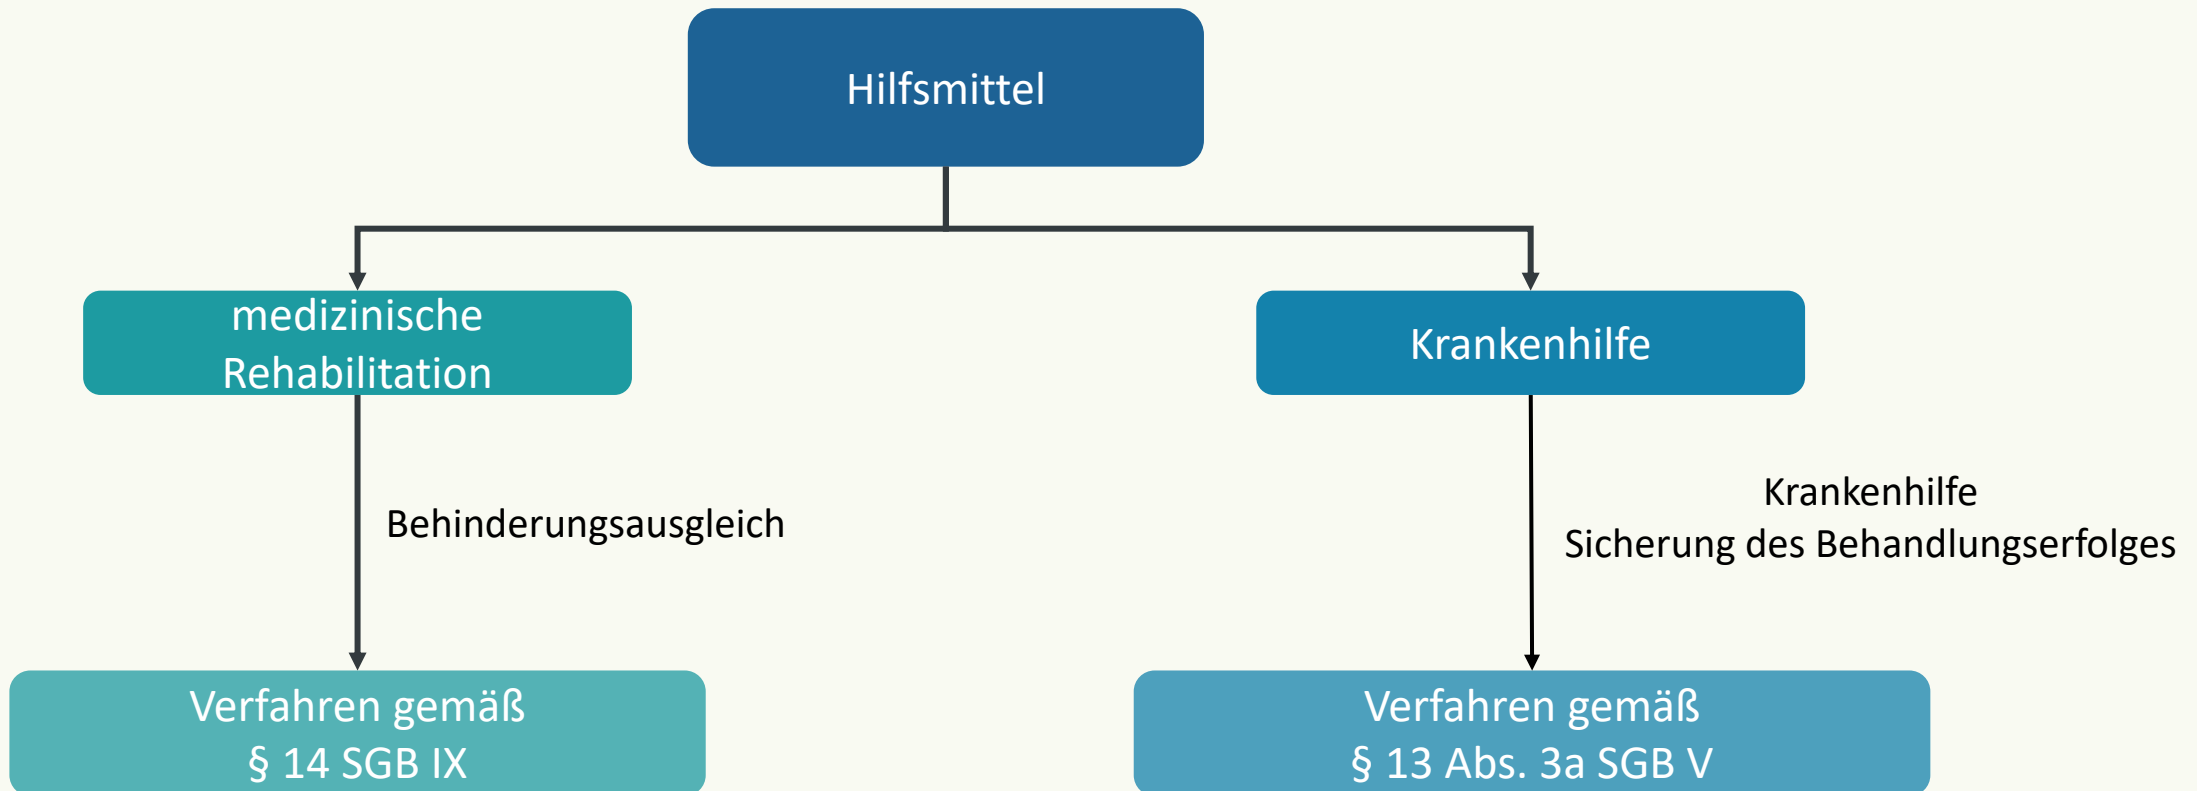 Hilfsmittel
medizinische
Rehabilitation
Krankenhilfe
Behinderungsausgleich
Krankenhilfe
Sicherung des Behandlungserfolges
Verfahren gemäß
§ 14 SGB IX
Verfahren gemäß
§ 13 Abs. 3a SGB V